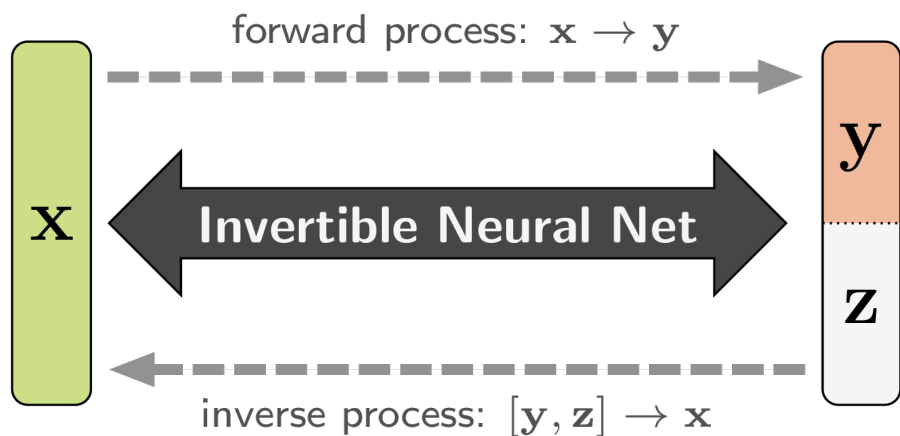 forward process: x → y
x
Invertible Neural Net
y
z
inverse process: [y, z] → x